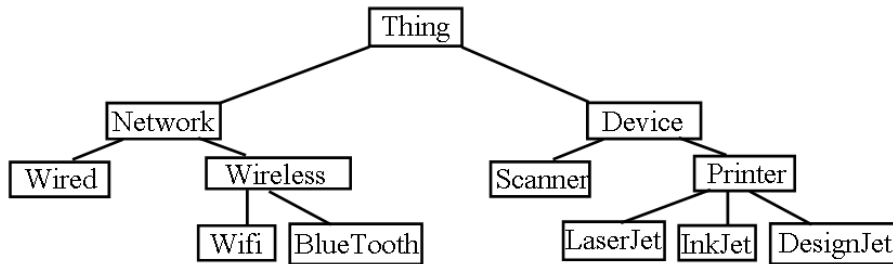 Thing
Network
Device
Wired
Wireless
Scanner
Printer
Wifi
BlueTooth
LaserJet
InkJet
DesignJet